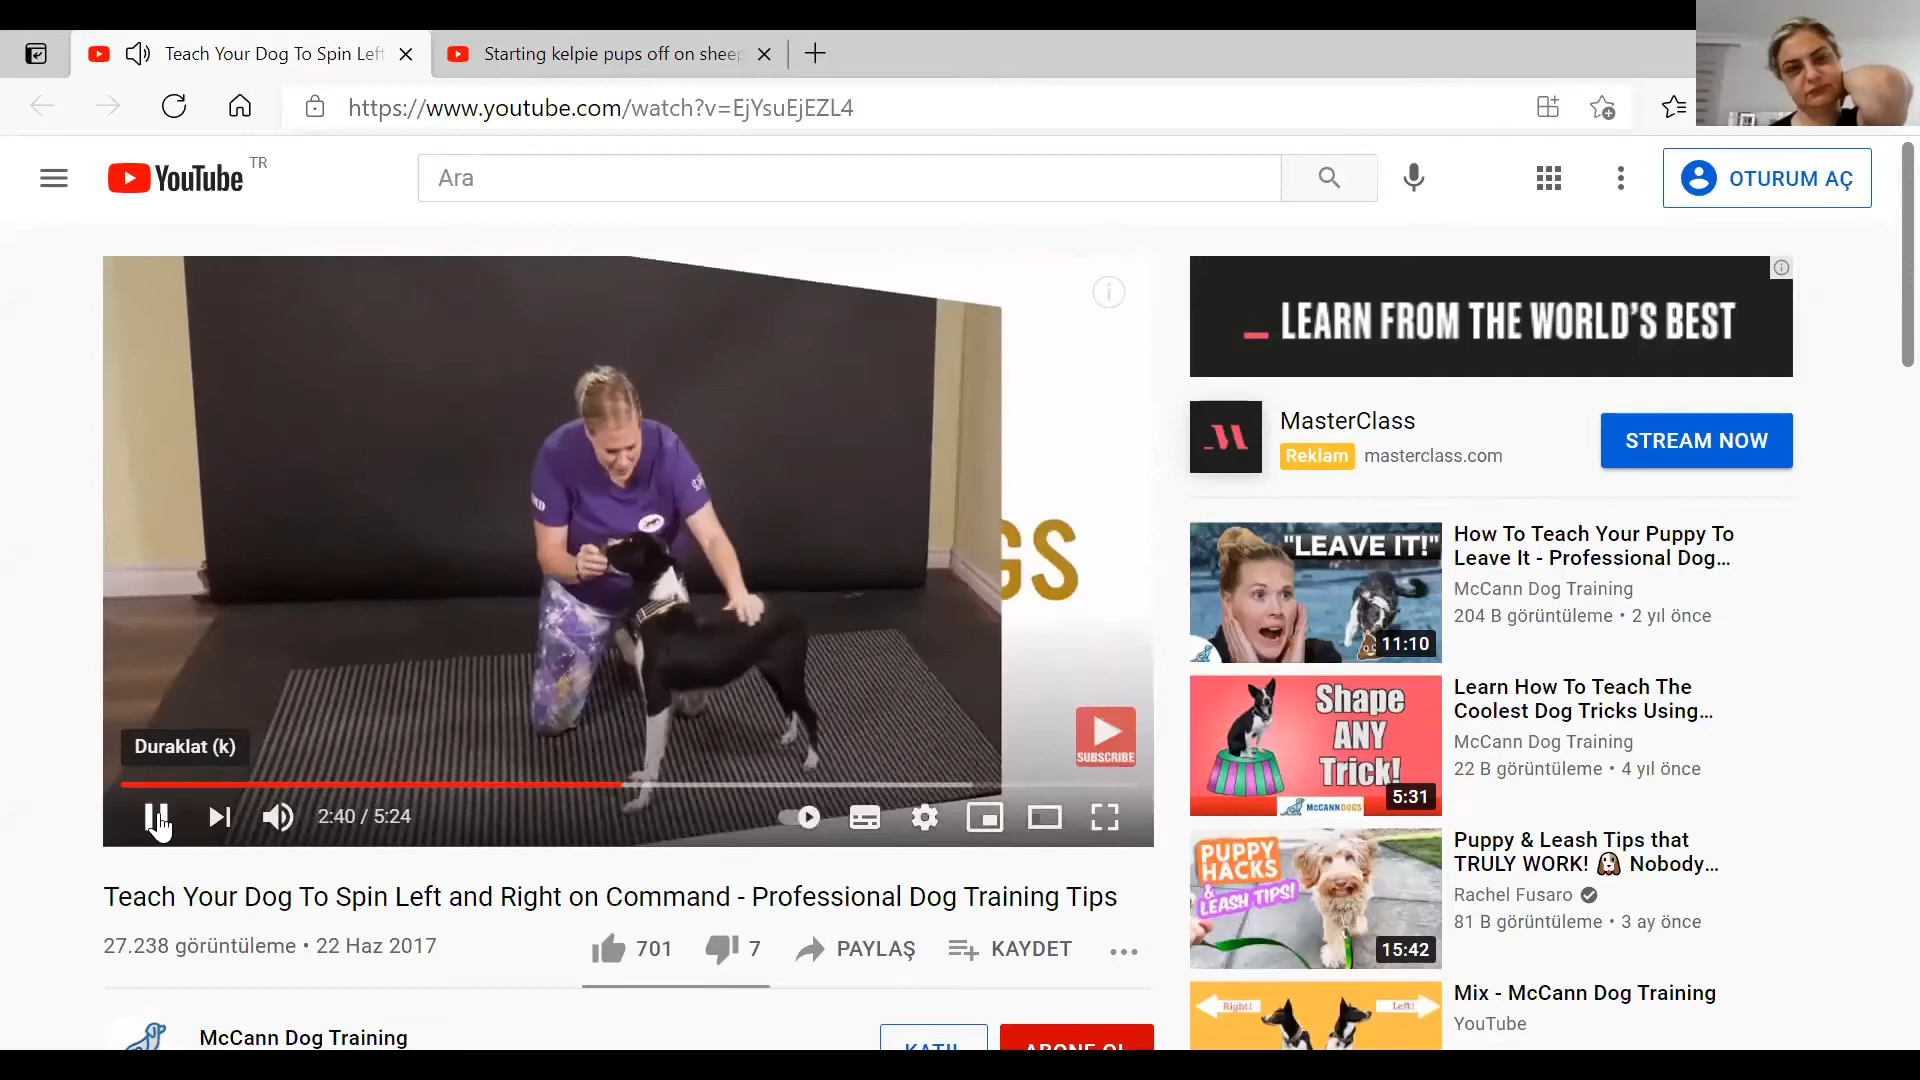 Teach Your Dog To Spin Left
Starting kelpie pups off on sheep
https://www.youtube.com/watch?v=EjYsuEjEZL4
YouTube TR
Ara
OTURUM AÇ
GS
SUBSCRIBE
Duraklat (k)
2:40 / 5:24
Teach Your Dog To Spin Left and Right on Command - Professional Dog Training Tips
27.238 görüntüleme • 22 Haz 2017
701
7
PAYLAŞ
KAYDET
McCann Dog Training
KATIL
ABONE OL
LEARN FROM THE WORLD'S BEST
MasterClass
Reklam masterclass.com
STREAM NOW
"LEAVE IT!"
11:10
How To Teach Your Puppy To
Leave It - Professional Dog...
McCann Dog Training
204 B görüntüleme • 2 yıl önce
Shape
ANY
Trick!
McCANN DOGS
5:31
Learn How To Teach The
Coolest Dog Tricks Using...
McCann Dog Training
22 B görüntüleme • 4 yıl önce
PUPPY
HACKS
& LEASH TIPS!
15:42
Puppy & Leash Tips that
TRULY WORK! 🐶 Nobody...
Rachel Fusaro
81 B görüntüleme • 3 ay önce
Right!
Left!
Mix - McCann Dog Training
YouTube